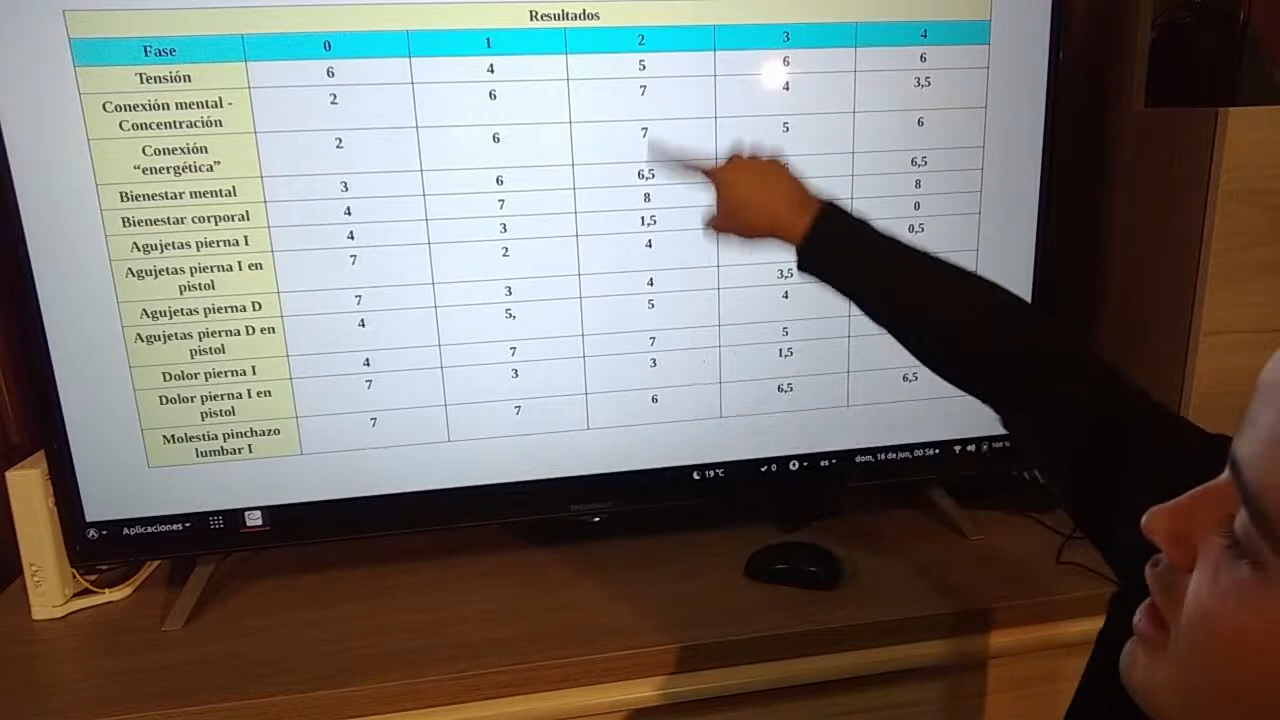 Resultados
Fase 0 1 2 3 4
Tensión 6 4 5 6 6
Conexión mental - Concentración 2 6 7 4 3,5
Conexión “energética” 2 6 7 5 6
Bienestar mental 3 6 6,5 6,5
Bienestar corporal 4 7 8 8
Agujetas pierna I 4 3 1,5 0
Agujetas pierna I en pistol 7 2 4 0,5
Agujetas pierna D 7 3 4 3,5
Agujetas pierna D en pistol 4 5, 5 4
Dolor pierna I 4 7 7 5
Dolor pierna I en pistol 7 3 3 1,5
Molestia pinchazo lumbar I 7 7 6 6,5 6,5
Aplicaciones
19 °C 0 es dom, 16 de jun, 00:56 100 %